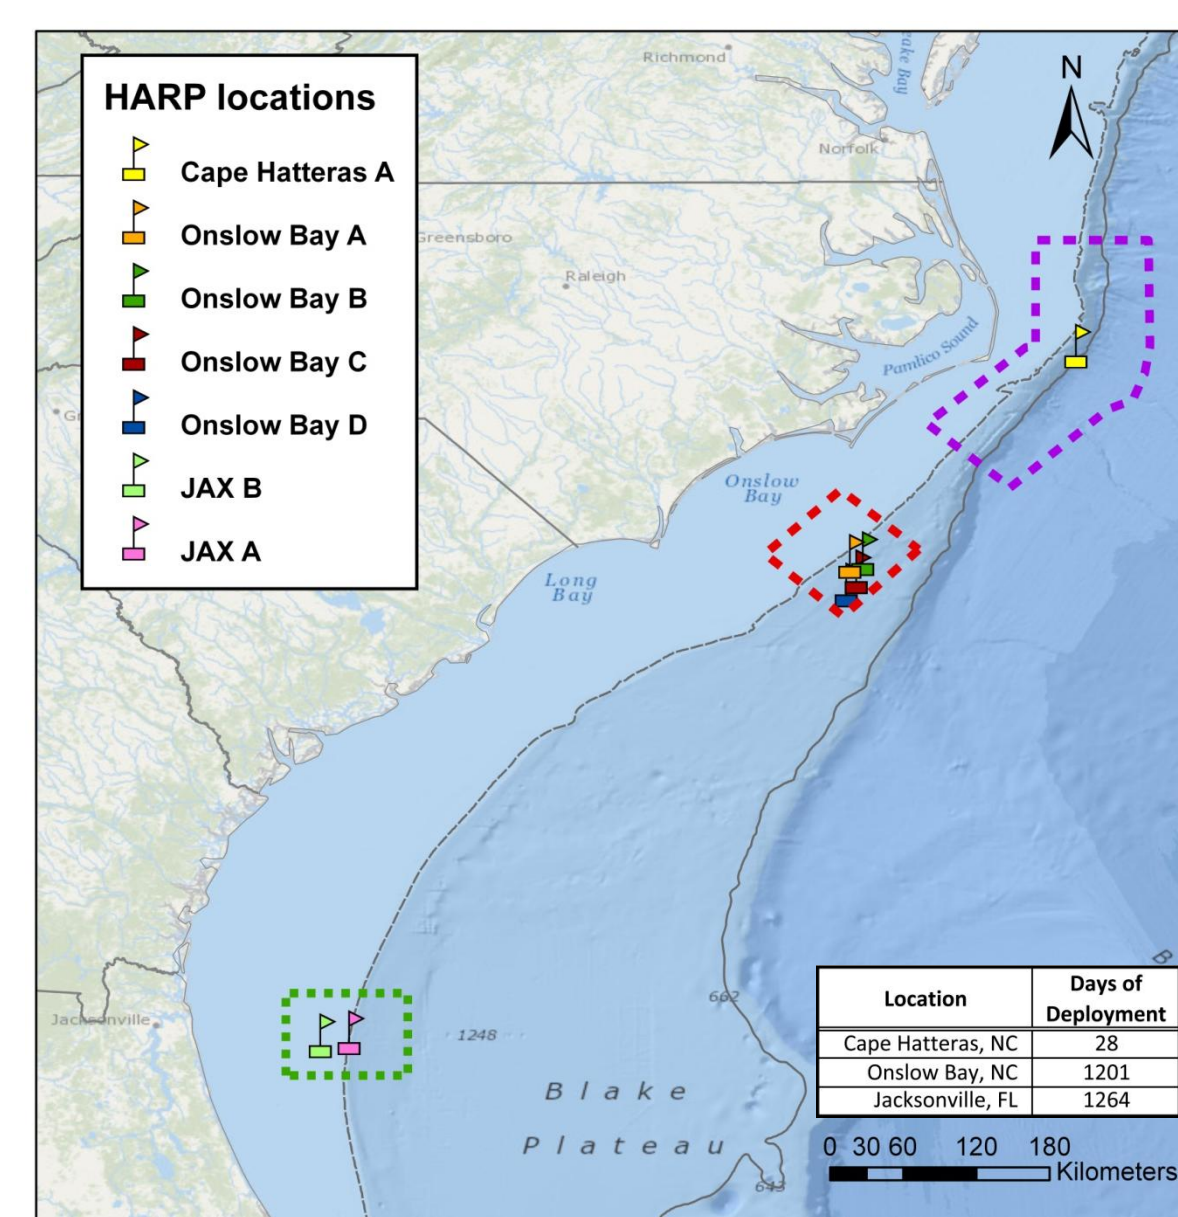 HARP locations
Cape Hatteras A
Onslow Bay A
Onslow Bay B
Onslow Bay C
Onslow Bay D
JAX B
JAX A
Richmond
Norfolk
N
Greensboro
Raleigh
Pamlico Sound
Onslow
Bay
Long
Bay
Jacksonville
1248
662
Blake
Plateau
643
B
Location Days of Deployment
Cape Hatteras, NC 28
Onslow Bay, NC 1201
Jacksonville, FL 1264
0 30 60 120 180
Kilometers